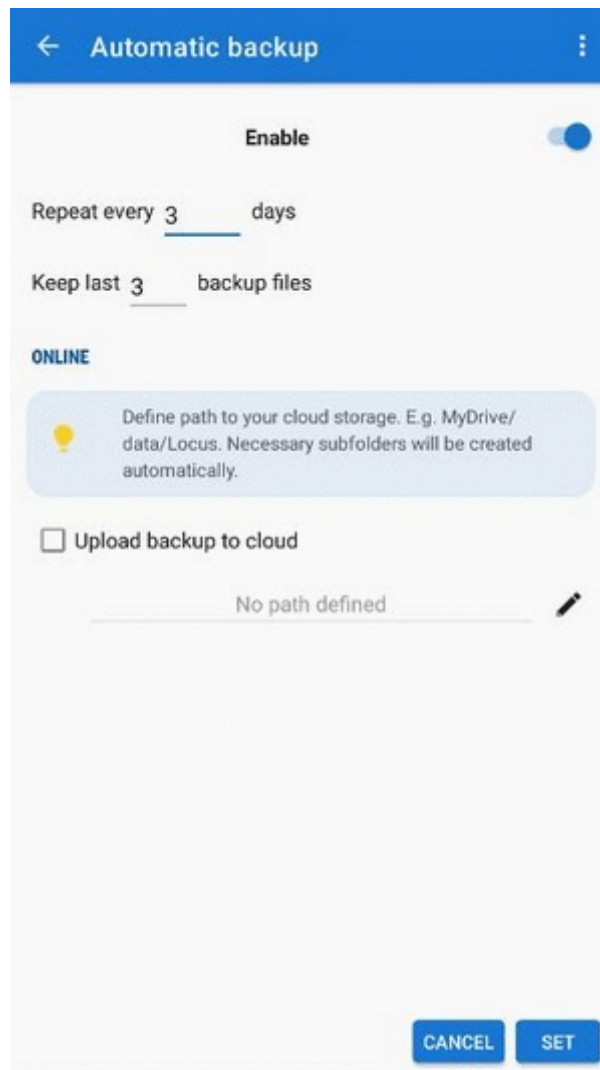 Automatic backup
Enable
Repeat every 3 days
Keep last 3 backup files
ONLINE
Define path to your cloud storage. E.g. MyDrive/
data/Locus. Necessary subfolders will be created
automatically.
Upload backup to cloud
No path defined
CANCEL SET